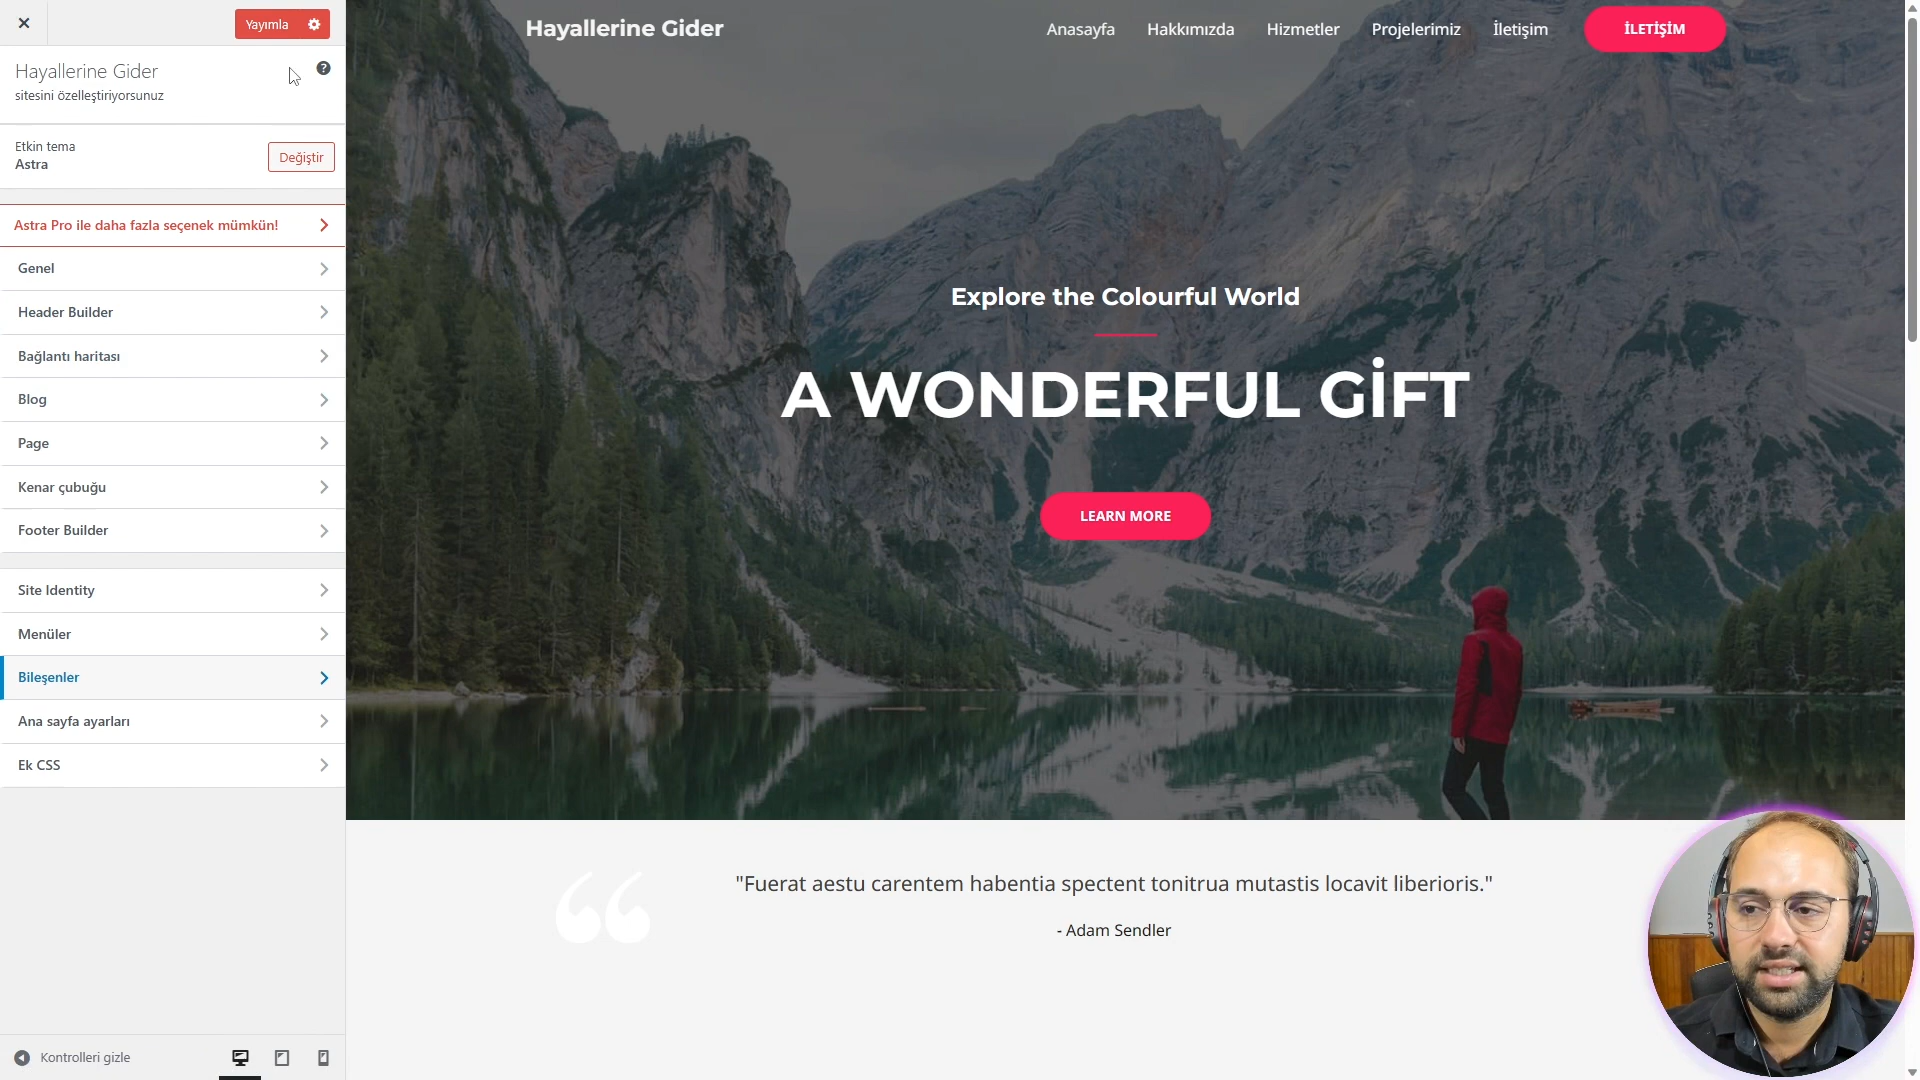 Yayımla
Hayallerine Gider
sitesini özelleştiriyorsunuz
Etkin tema
Astra
Değiştir
Astra Pro ile daha fazla seçenek mümkün!
Genel
Header Builder
Bağlantı haritası
Blog
Page
Kenar çubuğu
Footer Builder
Site Identity
Menüler
Bileşenler
Ana sayfa ayarları
Ek CSS
Kontrolleri gizle
Hayallerine Gider
Anasayfa
Hakkımızda
Hizmetler
Projelerimiz
İletişim
İLETİŞİM
Explore the Colourful World
A WONDERFUL GİFT
LEARN MORE
"Fuerat aestu carentem habentia spectent tonitrua mutastis locavit liberioris."
- Adam Sendler